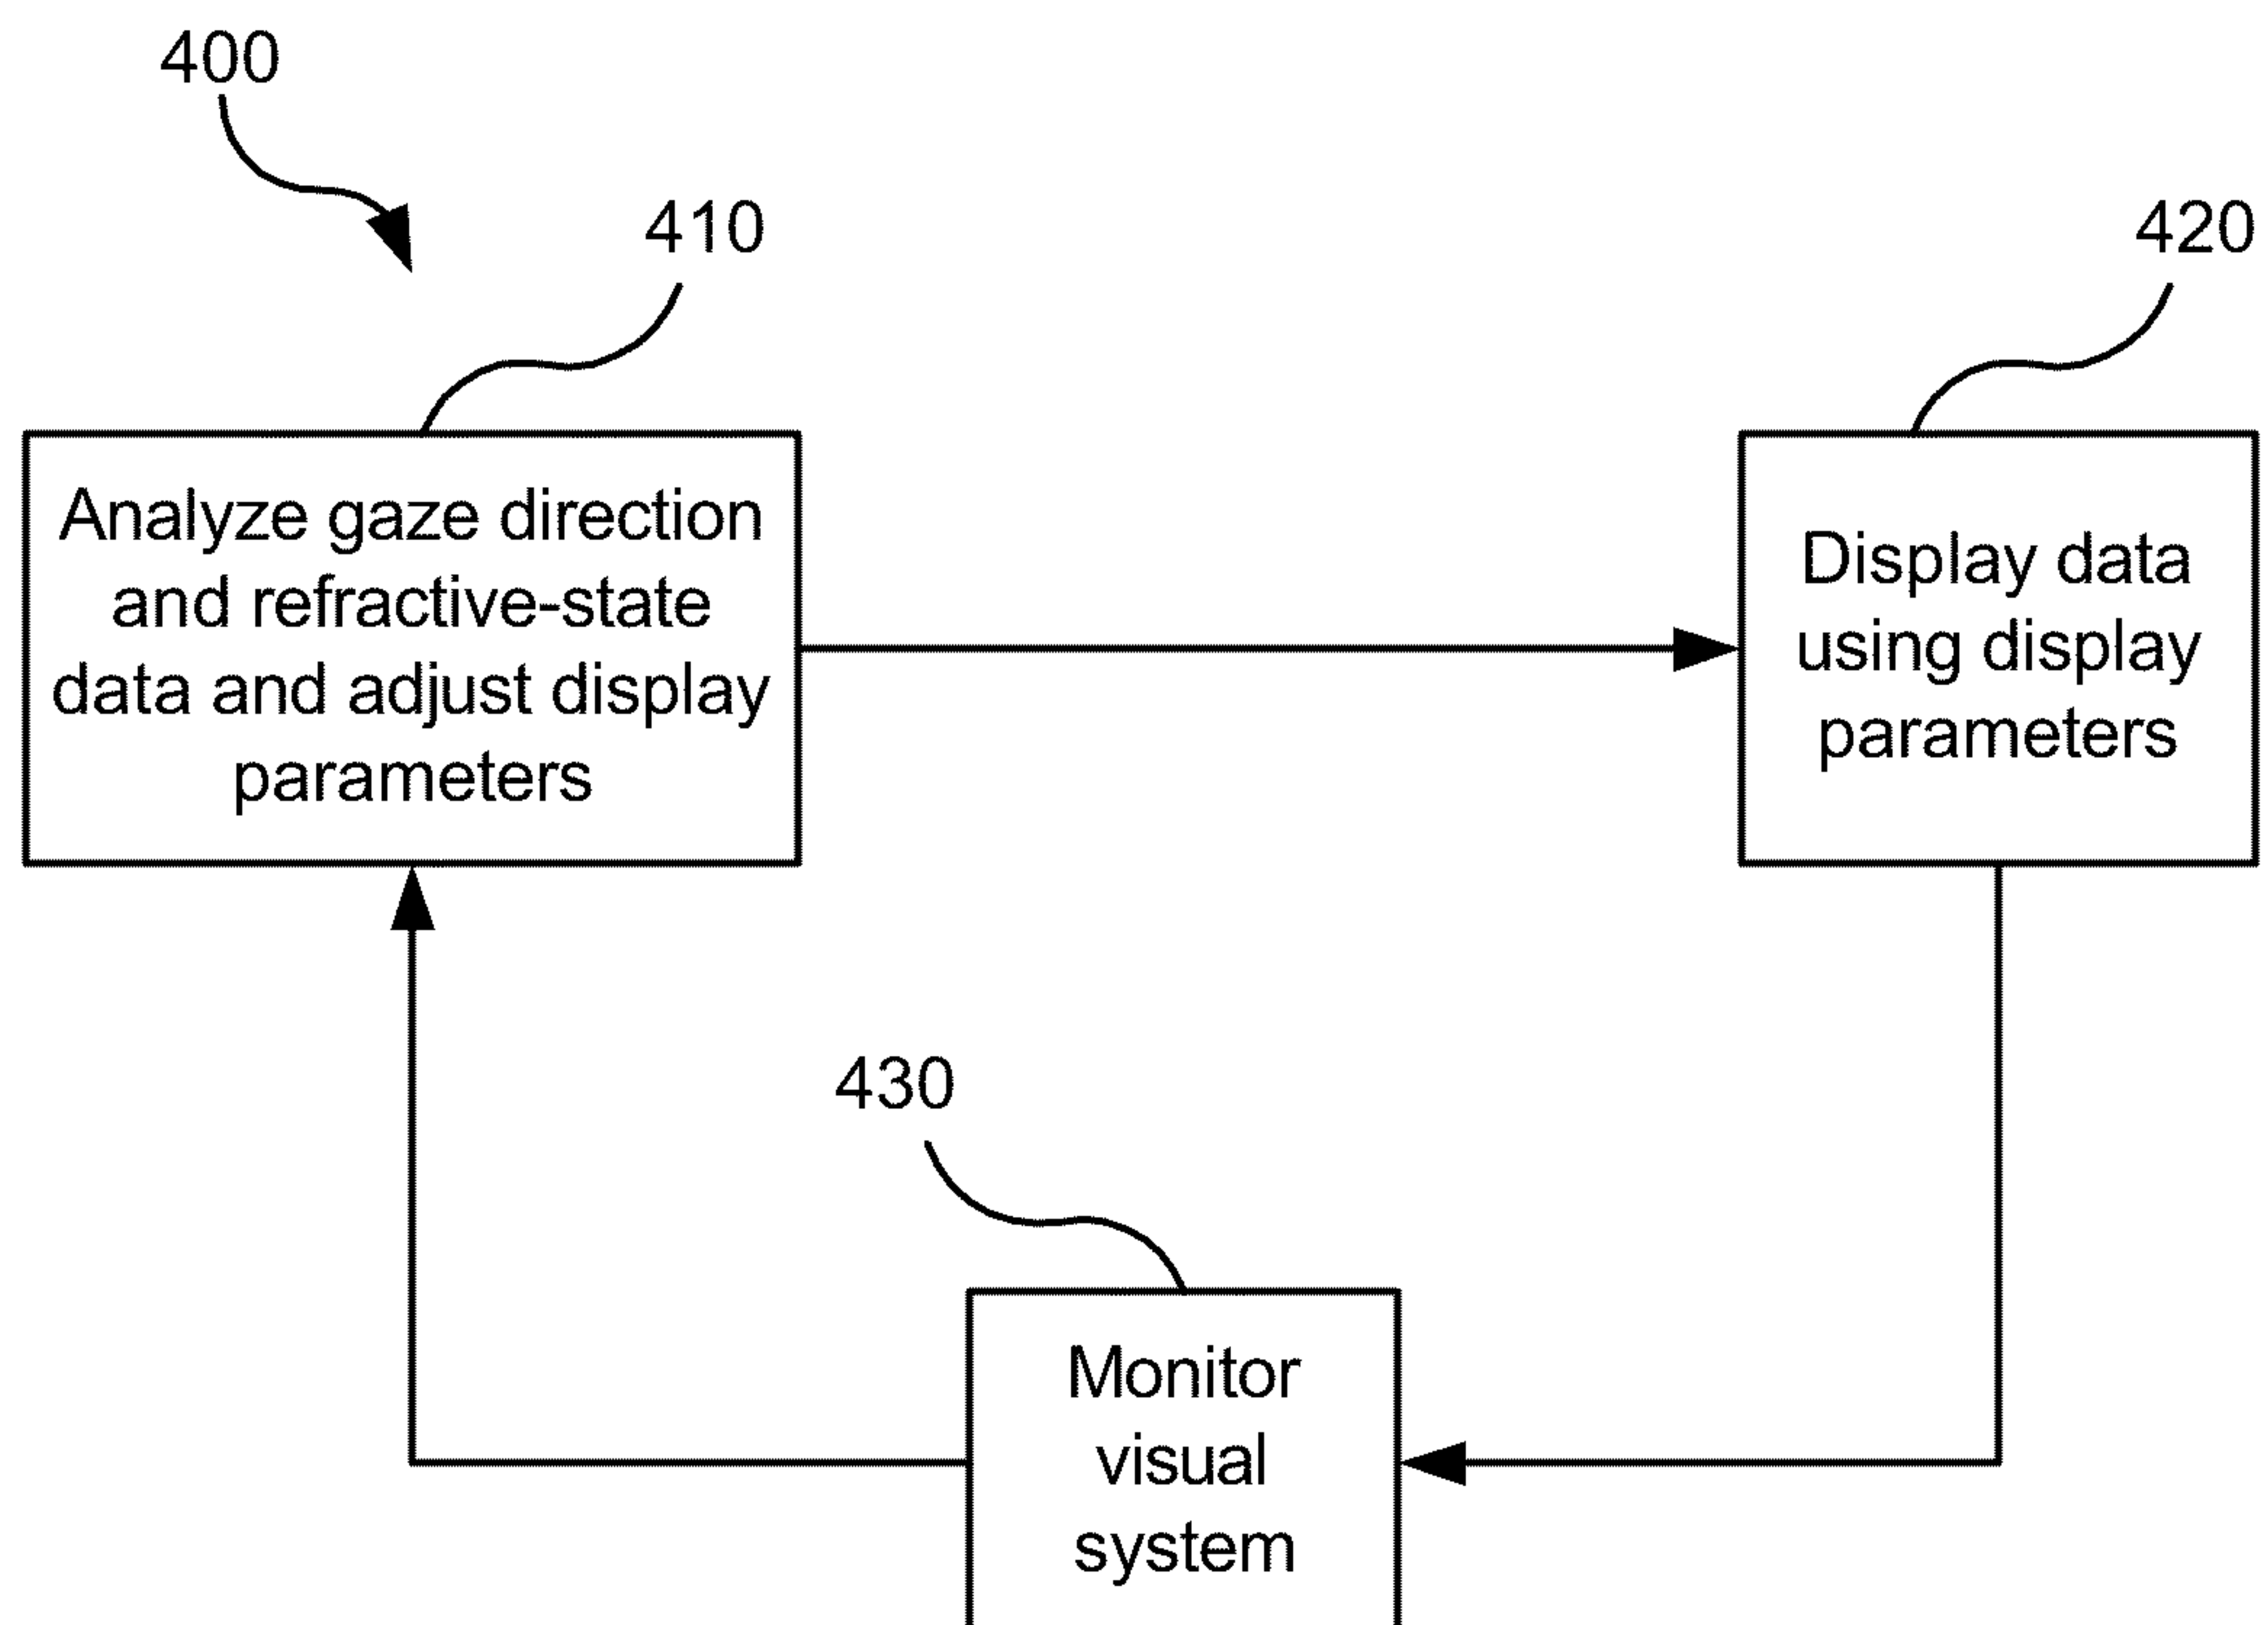 400
410
420
Analyze gaze direction
and refractive-state
data and adjust display
parameters
Display data
using display
parameters
430
Monitor
visual
system